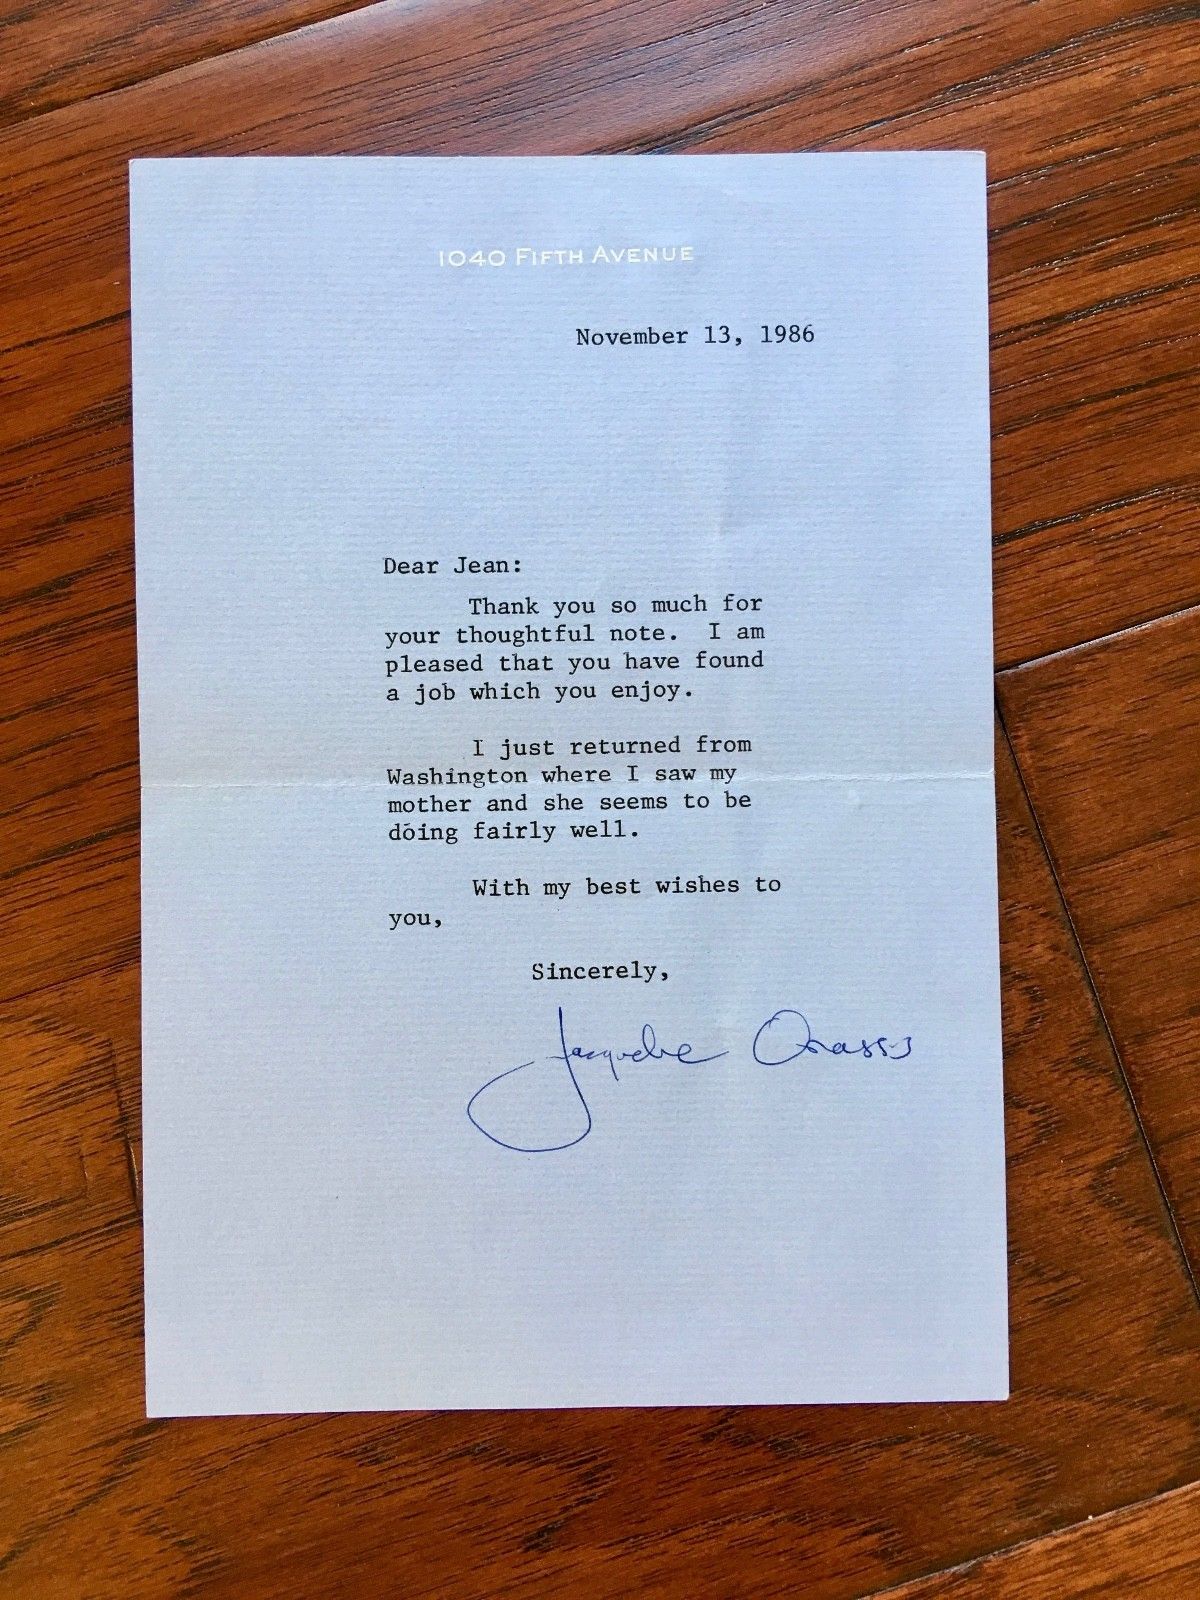 1040 FIFTH AVENUE
November 13, 1986
Dear Jean:
Thank you so much for
your thoughtful note. I am
pleased that you have found
a job which you enjoy.
I just returned from
Washington where I saw my
mother and she seems to be
doing fairly well.
With my best wishes to
you,
Sincerely,
Jacqueline Onassis